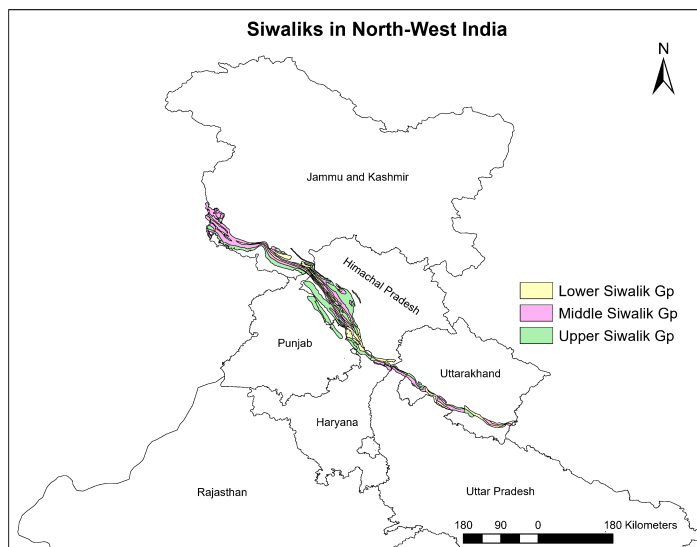 Siwaliks in North-West India
N
Jammu and Kashmir
Himachal Pradesh
Lower Siwalik Gp
Middle Siwalik Gp
Upper Siwalik Gp
Punjab
Uttarakhand
Haryana
Rajasthan
Uttar Pradesh
180 90 0 180 Kilometers